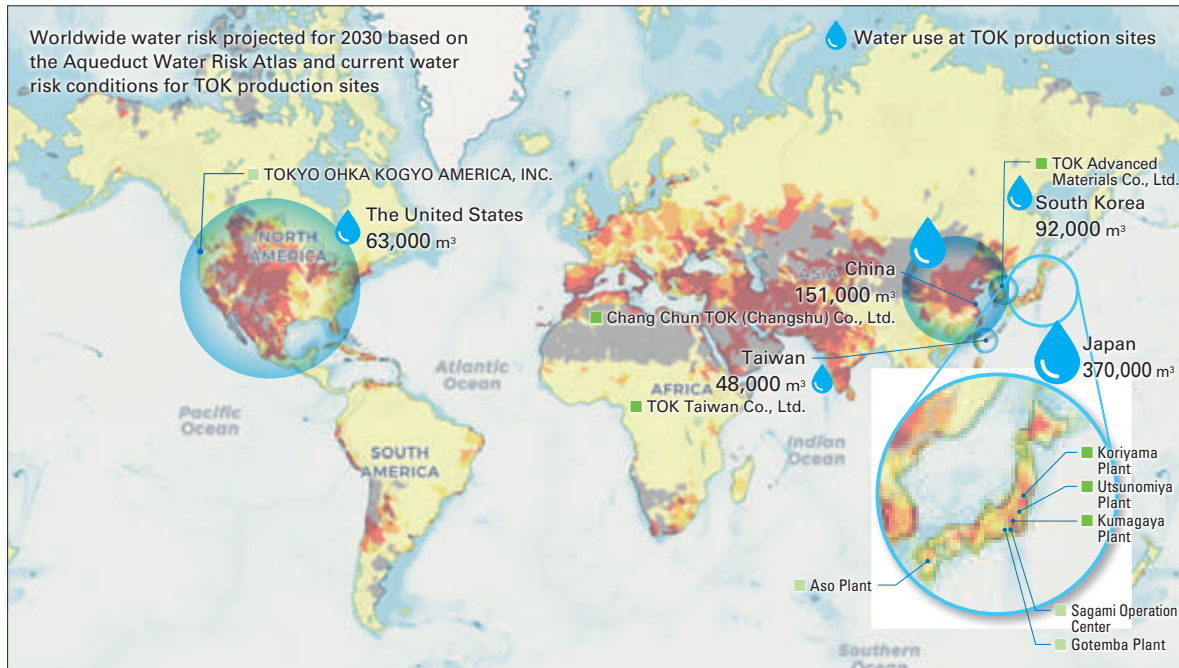 Worldwide water risk projected for 2030 based on
the Aqueduct Water Risk Atlas and current water
risk conditions for TOK production sites
Water use at TOK production sites
TOKYO OHKA KOGYO AMERICA, INC.
The United States
63,000 m³
NORTH
AMERICA
TOK Advanced
Materials Co., Ltd.
South Korea
92,000 m³
ASIA
China
151,000 m³
Chang Chun TOK (Changshu) Co., Ltd.
Taiwan
48,000 m³
TOK Taiwan Co., Ltd.
Japan
370,000 m³
Atlantic
Ocean
AFRICA
Pacific
Ocean
Indian
Ocean
SOUTH
AMERICA
Koriyama
Plant
Utsunomiya
Plant
Kumagaya
Plant
Aso Plant
Sagami Operation
Center
Gotemba Plant
Southern
Ocean